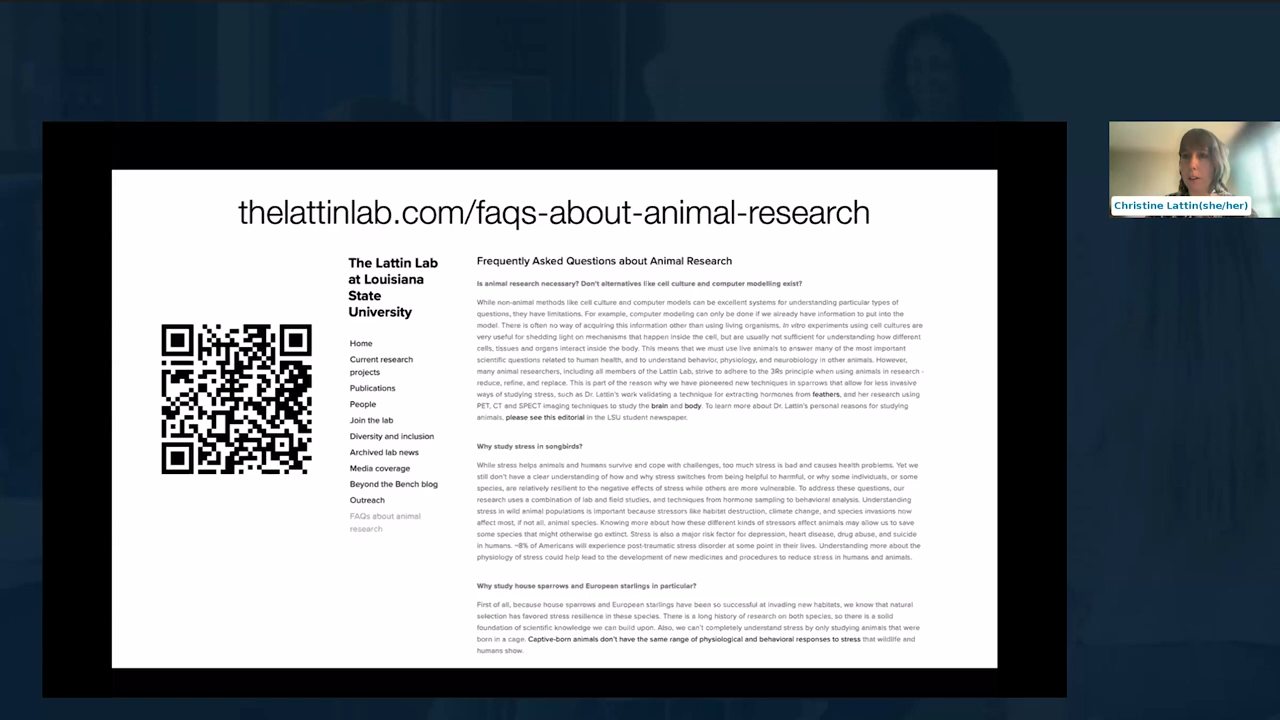 thelattinlab.com/faqs-about-animal-research
The Lattin Lab
at Louisiana
State
University
Home
Current research
projects
Publications
People
Join the lab
Diversity and inclusion
Archived lab news
Media coverage
Beyond the Bench blog
Outreach
FAQs about animal
research
Frequently Asked Questions about Animal Research
Is animal research necessary? Don't alternatives like cell culture and computer modelling exist?
While non-animal methods like cell culture and computer models can be excellent systems for understanding particular types of
questions, they have limitations. For example, computer modeling can only be done if we already have information to put into the
model. There is often no way of acquiring this information other than using living organisms. In vitro experiments using cell cultures are
very useful for shedding light on mechanisms that happen inside the cell, but are usually not sufficient for understanding how different
cells, tissues and organs interact inside the body. This means that we must use live animals to answer many of the most important
scientific questions related to human health, and to understand behavior, physiology, and neurobiology in other animals. However,
many animal researchers, including all members of the Lattin Lab, strive to adhere to the 3Rs principle when using animals in research -
reduce, refine, and replace. This is part of the reason why we have pioneered new techniques in sparrows that allow for less invasive
ways of studying stress, such as Dr. Lattin's work validating a technique for extracting hormones from feathers, and her research using
PET, CT and SPECT imaging techniques to study the brain and body. To learn more about Dr. Lattin's personal reasons for studying
animals, please see this editorial in the LSU student newspaper.
Why study stress in songbirds?
While stress helps animals and humans survive and cope with challenges, too much stress is bad and causes health problems. Yet we
still don't have a clear understanding of how and why stress switches from being helpful to harmful, or why some individuals, or some
species, are relatively resilient to the negative effects of stress while others are more vulnerable. To address these questions, our
research uses a combination of lab and field studies, and techniques from hormone sampling to behavioral analysis. Understanding
stress in wild animal populations is important because stressors like habitat destruction, climate change, and species invasions now
affect most, if not all, animal species. Knowing more about how these different kinds of stressors affect animals may allow us to save
some species that might otherwise go extinct. Stress is also a major risk factor for depression, heart disease, drug abuse, and suicide
in humans. ~8% of Americans will experience post-traumatic stress disorder at some point in their lives. Understanding more about the
physiology of stress could help lead to the development of new medicines and procedures to reduce stress in humans and animals.
Why study house sparrows and European starlings in particular?
First of all, because house sparrows and European starlings have been so successful at invading new habitats, we know that natural
selection has favored stress resilience in these species. There is a long history of research on both species, so there is a solid
foundation of scientific knowledge we can build upon. Also, we can't completely understand stress by only studying animals that were
born in a cage. Captive-born animals don't have the same range of physiological and behavioral responses to stress that wildlife and
humans show.
Christine Lattin(she/her)